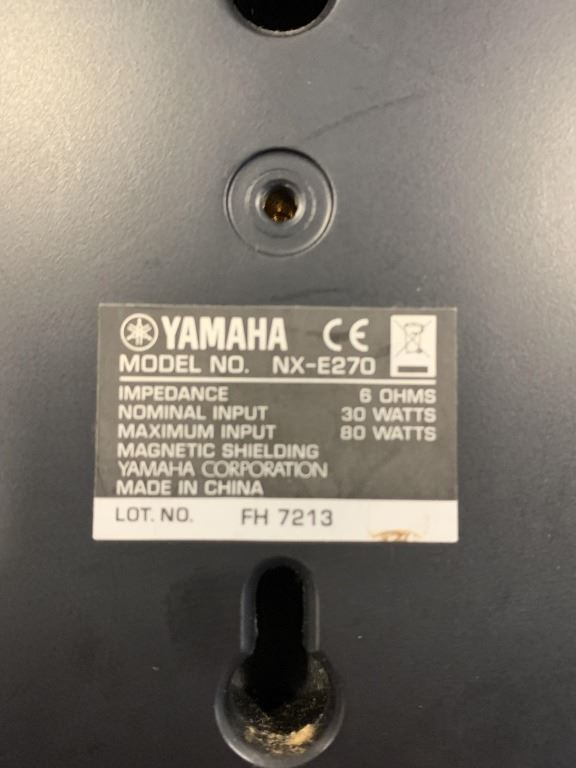 YAMAHA CE
MODEL NO. NX-E270
IMPEDANCE 6 OHMS
NOMINAL INPUT 30 WATTS
MAXIMUM INPUT 80 WATTS
MAGNETIC SHIELDING
YAMAHA CORPORATION
MADE IN CHINA
LOT. NO. FH 7213